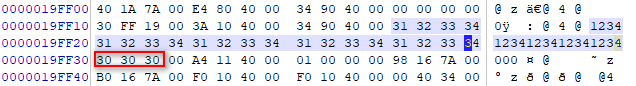 0000019FF00 40 1A 7A 00 E4 80 40 00 34 90 40 00 00 00 00 00 @ z ä€@ 4 @
0000019FF10 30 FF 19 00 3A 10 40 00 34 90 40 00 31 32 33 34 0ÿ : @ 4 @ 1234
0000019FF20 31 32 33 34 31 32 33 34 31 32 33 34 31 32 33 34 1234123412341234
0000019FF30 30 30 30 00 A4 11 40 00 01 00 00 00 98 16 7A 00 000 ¤ @ ˜ z
0000019FF40 B0 16 7A 00 F0 10 40 00 F0 10 40 00 00 40 34 00 ° z ð @ ð @ @4